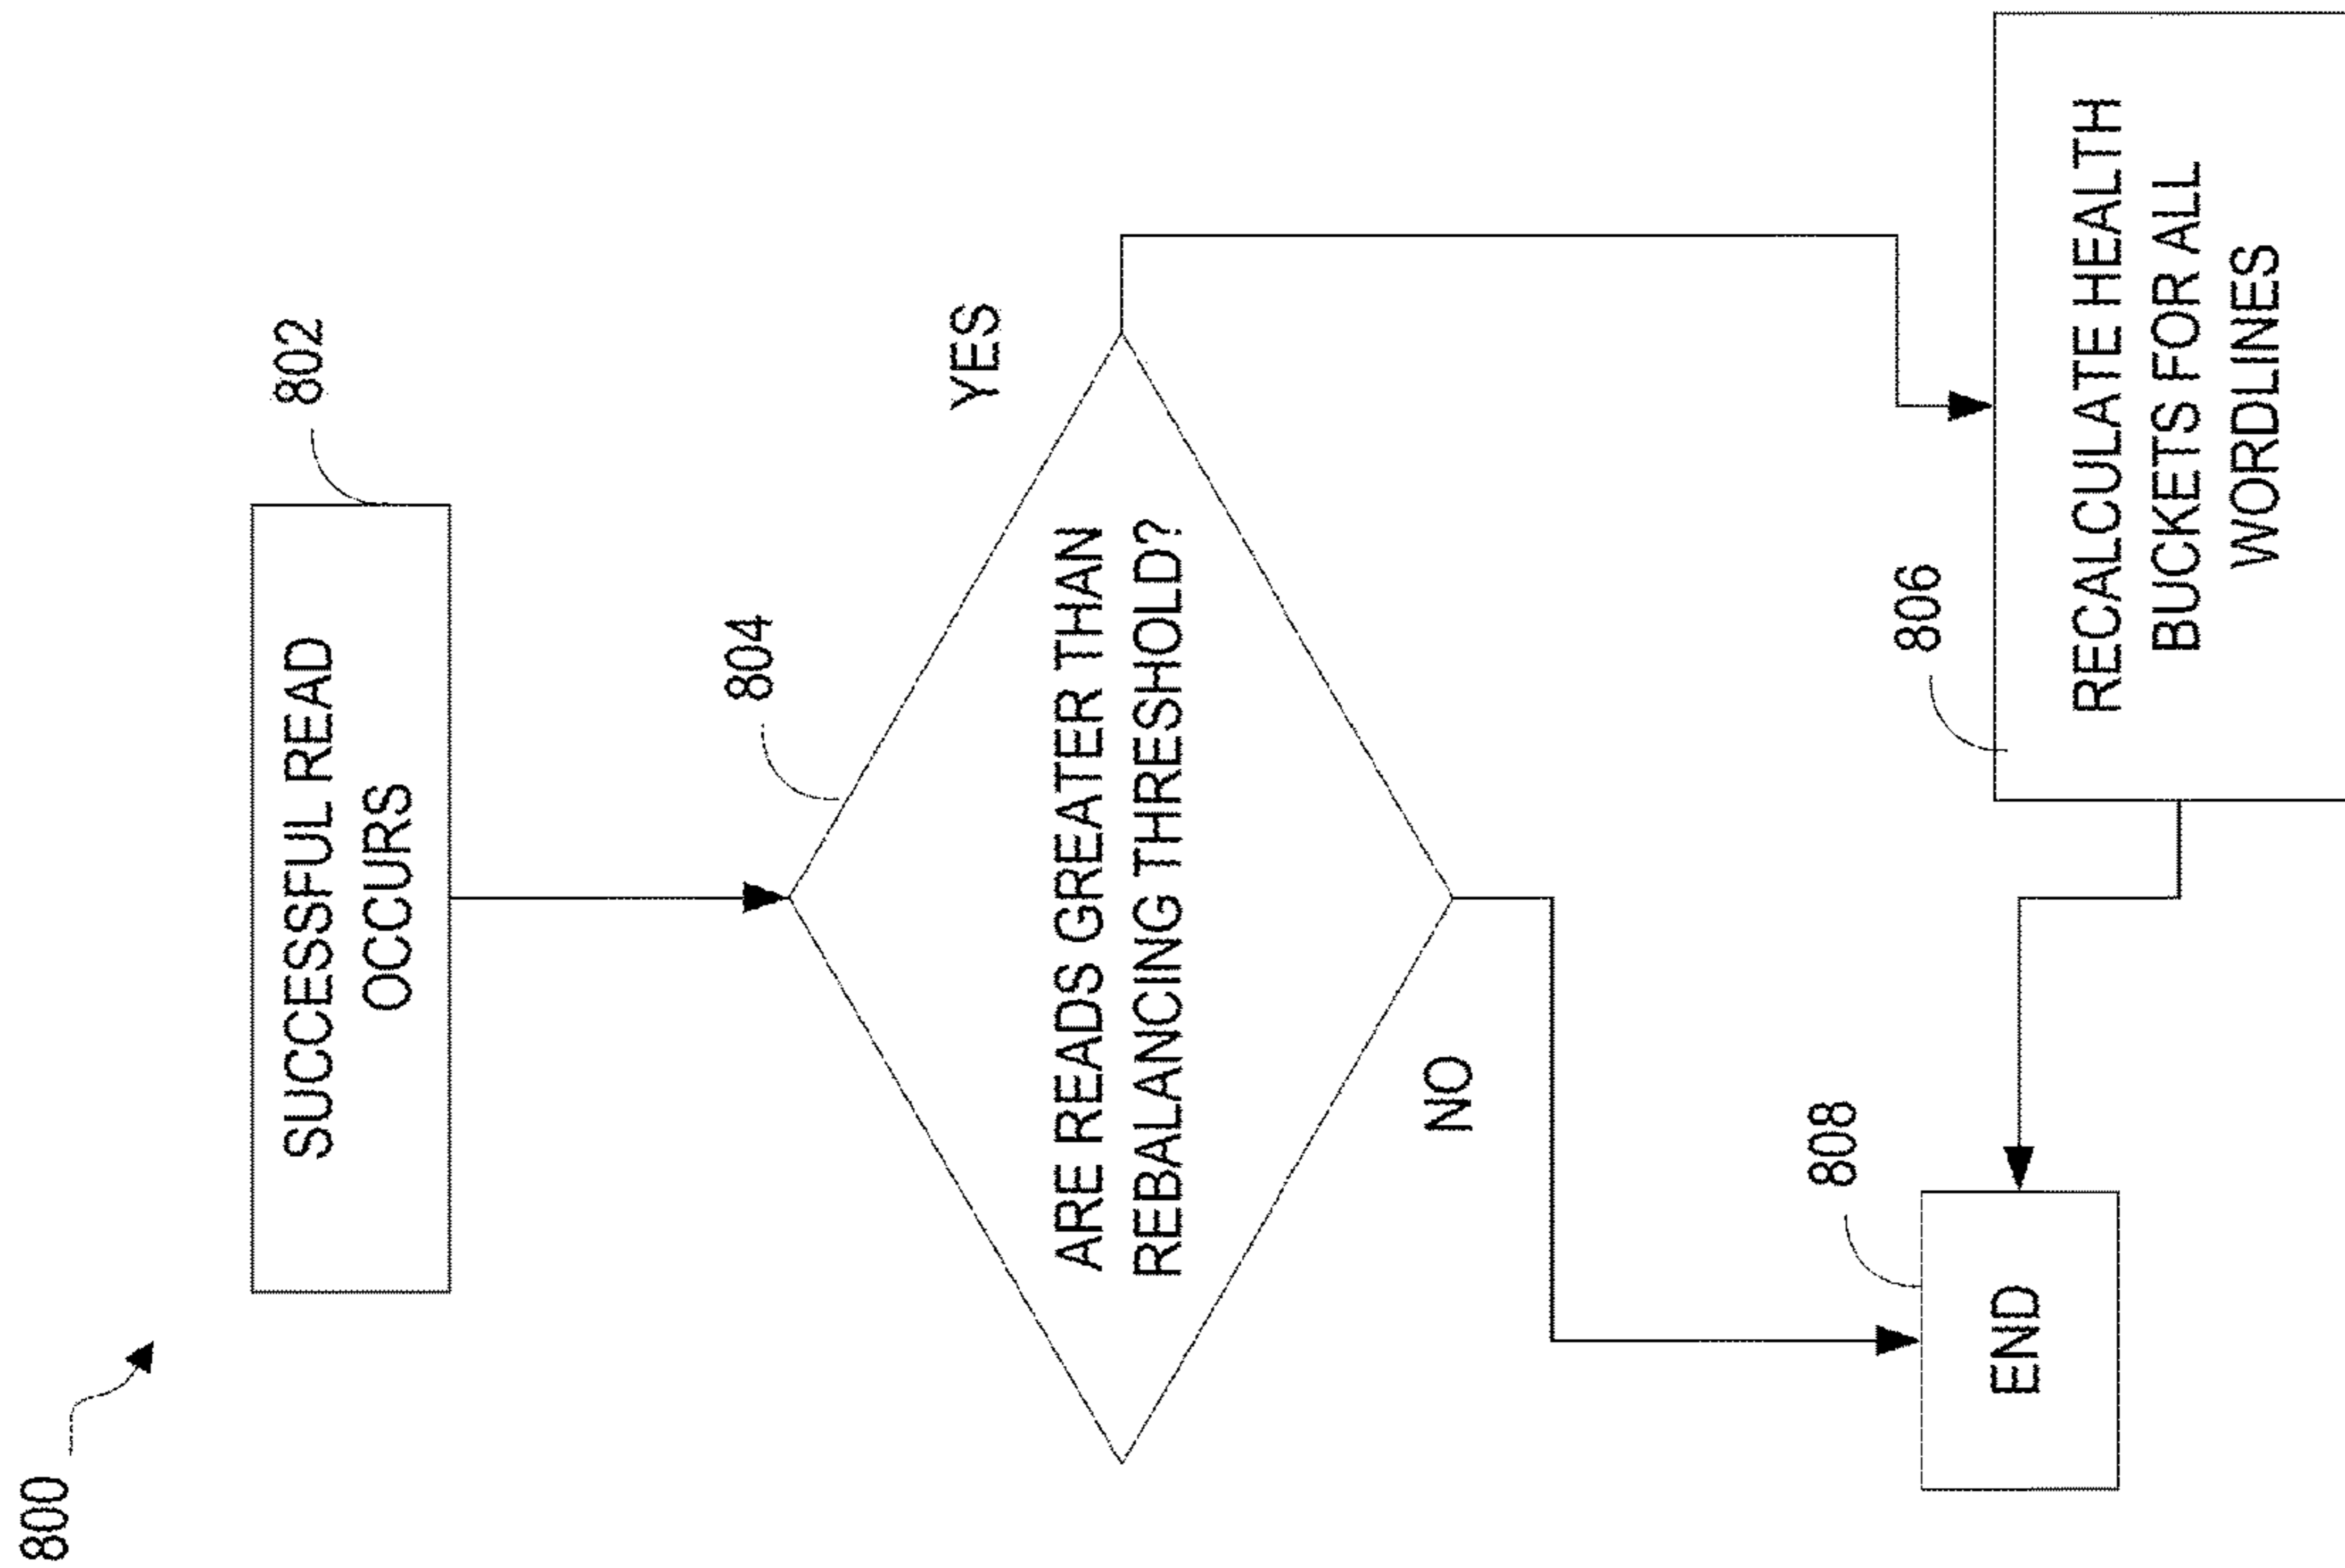 800
802
SUCCESSFUL READ
OCCURS
804
ARE READS GREATER THAN
REBALANCING THRESHOLD?
YES
NO
806
RECALCULATE HEALTH
BUCKETS FOR ALL
WORDLINES
808
END